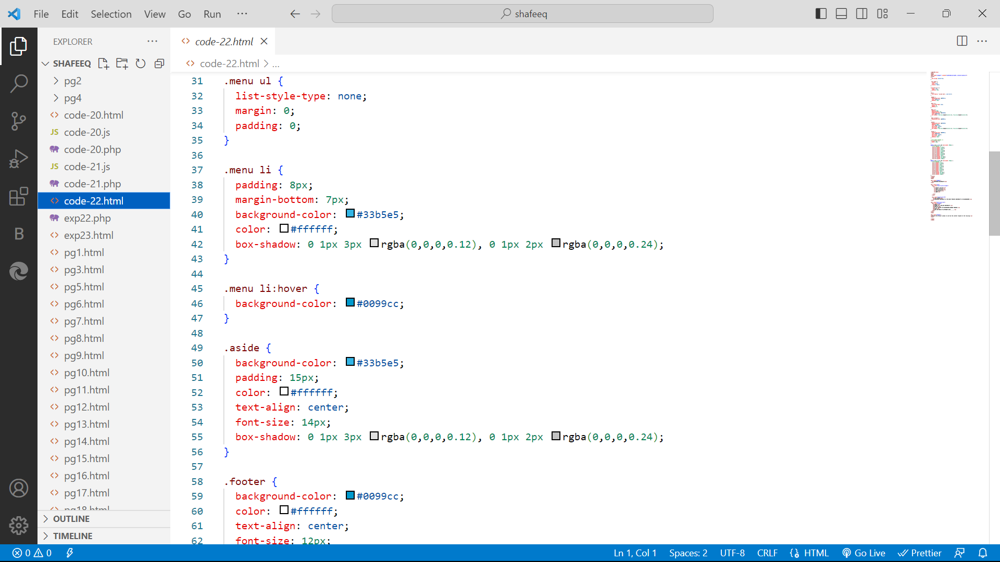 File Edit Selection View Go Run ... shafeeq
EXPLORER ...
SHAFEEQ
pg2
pg4
code-20.html
JS code-20.js
code-20.php
JS code-21.js
code-21.php
code-22.html
exp22.php
exp23.html
pg1.html
pg3.html
pg5.html
pg6.html
pg7.html
pg8.html
pg9.html
pg10.html
pg11.html
pg12.html
pg13.html
pg14.html
pg15.html
pg16.html
pg17.html
pg18.html
OUTLINE
TIMELINE
B
code-22.html
code-22.html > ...
31 .menu ul {
32 list-style-type: none;
33 margin: 0;
34 padding: 0;
35 }
36
37 .menu li {
38 padding: 8px;
39 margin-bottom: 7px;
40 background-color: #33b5e5;
41 color: #ffffff;
42 box-shadow: 0 1px 3px rgba(0,0,0,0.12), 0 1px 2px rgba(0,0,0,0.24);
43 }
44
45 .menu li:hover {
46 background-color: #0099cc;
47 }
48
49 .aside {
50 background-color: #33b5e5;
51 padding: 15px;
52 color: #ffffff;
53 text-align: center;
54 font-size: 14px;
55 box-shadow: 0 1px 3px rgba(0,0,0,0.12), 0 1px 2px rgba(0,0,0,0.24);
56 }
57
58 .footer {
59 background-color: #0099cc;
60 color: #ffffff;
61 text-align: center;
62 font-size: 12px;
0 0 Ln 1, Col 1 Spaces: 2 UTF-8 CRLF HTML Go Live Prettier